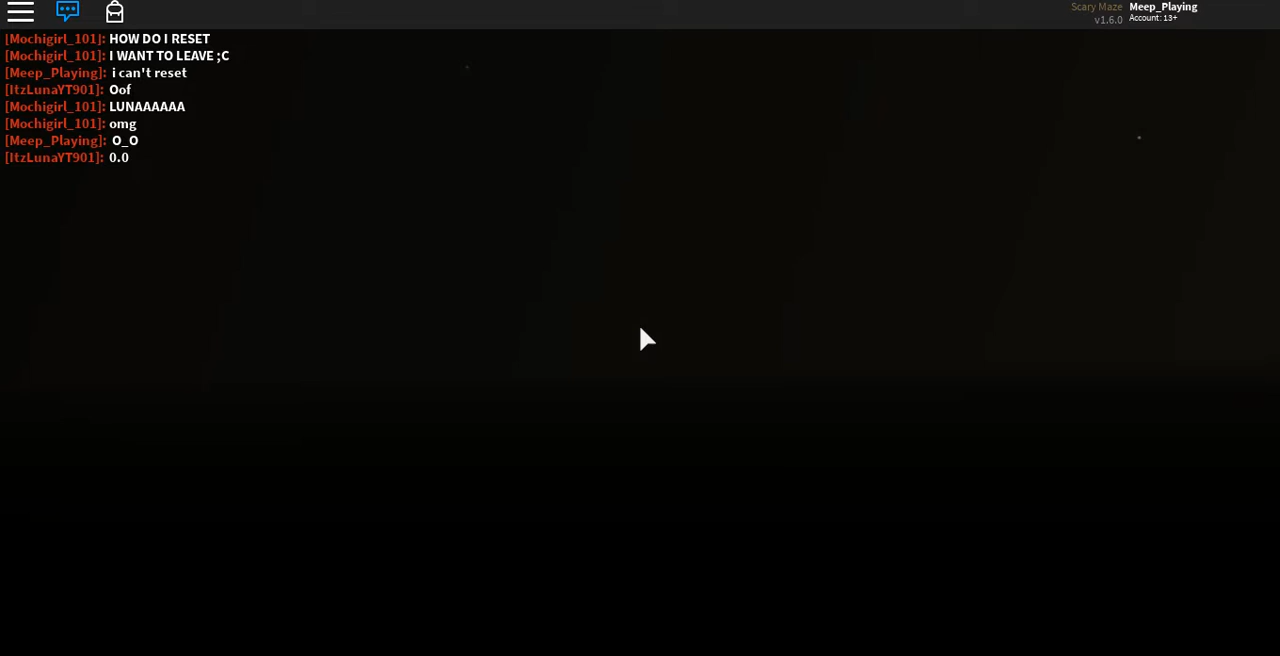 Scary Maze
v1.6.0
Meep_Playing
Account: 13+
[Mochigirl_101]: HOW DO I RESET
[Mochigirl_101]: I WANT TO LEAVE ;C
[Meep_Playing]: i can't reset
[ItzLunaYT901]: Oof
[Mochigirl_101]: LUNAAAAAA
[Mochigirl_101]: omg
[Meep_Playing]: O_O
[ItzLunaYT901]: 0.0